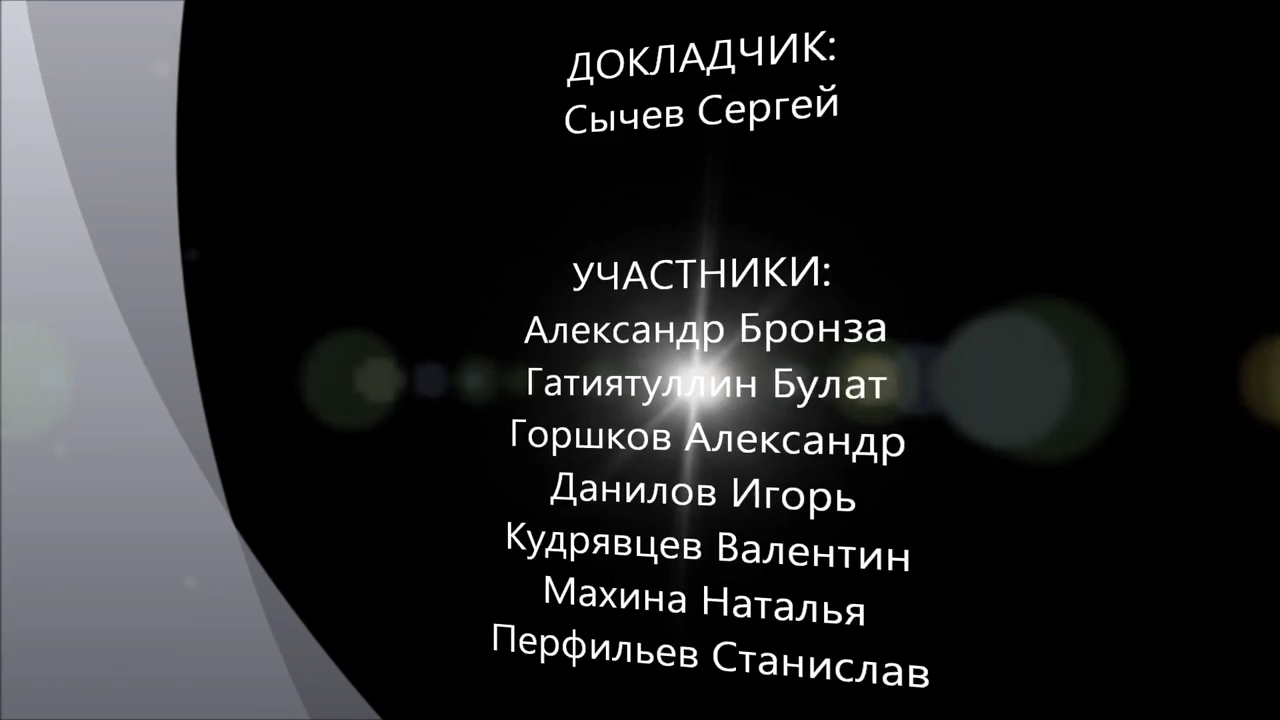 ДОКЛАДЧИК:
Сычев Сергей
УЧАСТНИКИ:
Александр Бронза
Гатиятуллин Булат
Горшков Александр
Данилов Игорь
Кудрявцев Валентин
Махина Наталья
Перфильев Станислав